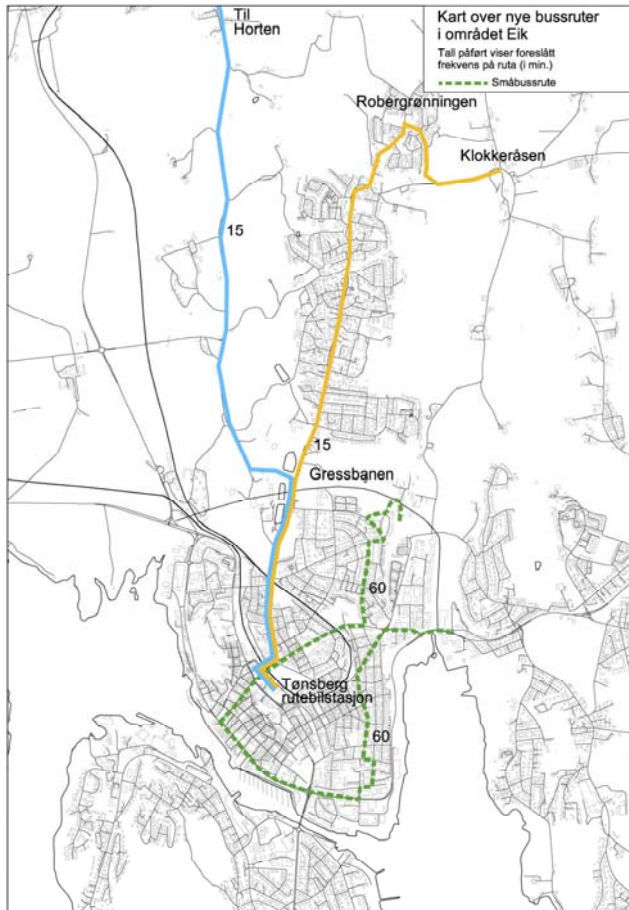 Kart over nye bussruter
i området Eik
Tall påført viser foreslått
frekvens på ruta (i min.)
Småbussrute
Til
Horten
Robergrønningen
Klokkeråsen
15
15
Gressbanen
60
Tønsberg
rutebilstasjon
60